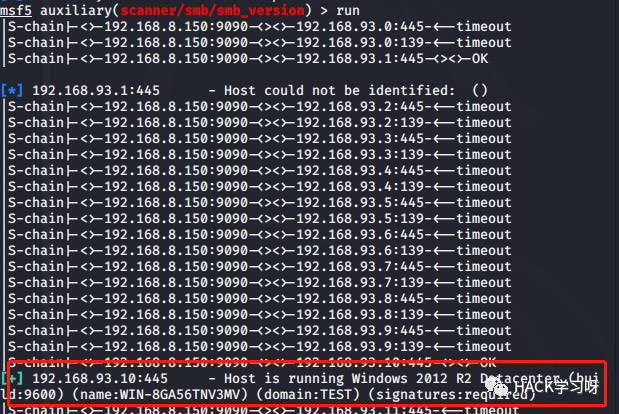 msf5 auxiliary(scanner/smb/smb_version) > run
|S-chain|-<>-192.168.8.150:9090-<><>-192.168.93.0:445-<--timeout
|S-chain|-<>-192.168.8.150:9090-<><>-192.168.93.0:139-<--timeout
|S-chain|-<>-192.168.8.150:9090-<><>-192.168.93.1:445-<><>-OK
[*] 192.168.93.1:445 - Host could not be identified: ()
|S-chain|-<>-192.168.8.150:9090-<><>-192.168.93.2:445-<--timeout
|S-chain|-<>-192.168.8.150:9090-<><>-192.168.93.2:139-<--timeout
|S-chain|-<>-192.168.8.150:9090-<><>-192.168.93.3:445-<--timeout
|S-chain|-<>-192.168.8.150:9090-<><>-192.168.93.3:139-<--timeout
|S-chain|-<>-192.168.8.150:9090-<><>-192.168.93.4:445-<--timeout
|S-chain|-<>-192.168.8.150:9090-<><>-192.168.93.4:139-<--timeout
|S-chain|-<>-192.168.8.150:9090-<><>-192.168.93.5:445-<--timeout
|S-chain|-<>-192.168.8.150:9090-<><>-192.168.93.5:139-<--timeout
|S-chain|-<>-192.168.8.150:9090-<><>-192.168.93.6:445-<--timeout
|S-chain|-<>-192.168.8.150:9090-<><>-192.168.93.6:139-<--timeout
|S-chain|-<>-192.168.8.150:9090-<><>-192.168.93.7:445-<--timeout
|S-chain|-<>-192.168.8.150:9090-<><>-192.168.93.7:139-<--timeout
|S-chain|-<>-192.168.8.150:9090-<><>-192.168.93.8:445-<--timeout
|S-chain|-<>-192.168.8.150:9090-<><>-192.168.93.8:139-<--timeout
|S-chain|-<>-192.168.8.150:9090-<><>-192.168.93.9:445-<--timeout
|S-chain|-<>-192.168.8.150:9090-<><>-192.168.93.9:139-<--timeout
|S-chain|-<>-192.168.8.150:9090-<><>-192.168.93.10:445-<><>-OK
[+] 192.168.93.10:445 - Host is running Windows 2012 R2 Datacenter (bui
ld:9600) (name:WIN-8GA56TNV3MV) (domain:TEST) (signatures:required)
HACK学习呀
|S-chain|-<>-192.168.8.150:9090-<><>-192.168.93.11:445-<--timeout